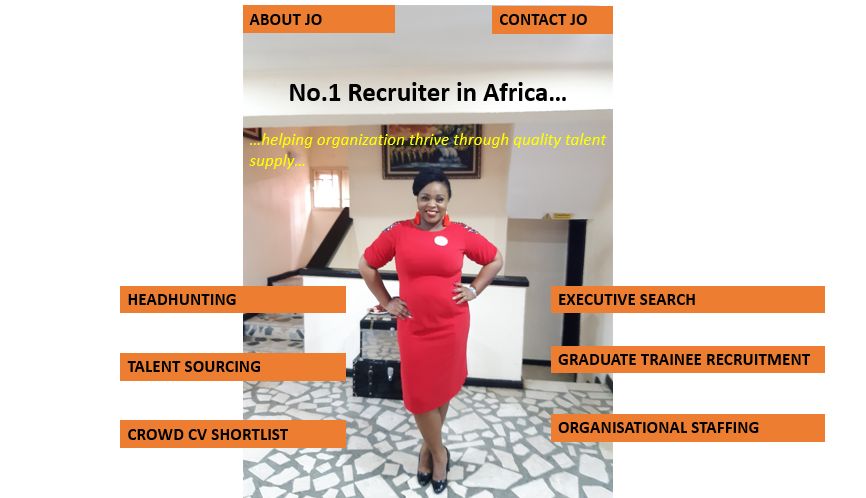 ABOUT JO
CONTACT JO
No.1 Recruiter in Africa...
...helping organization thrive through quality talent
supply...
HEADHUNTING
EXECUTIVE SEARCH
TALENT SOURCING
GRADUATE TRAINEE RECRUITMENT
CROWD CV SHORTLIST
ORGANISATIONAL STAFFING